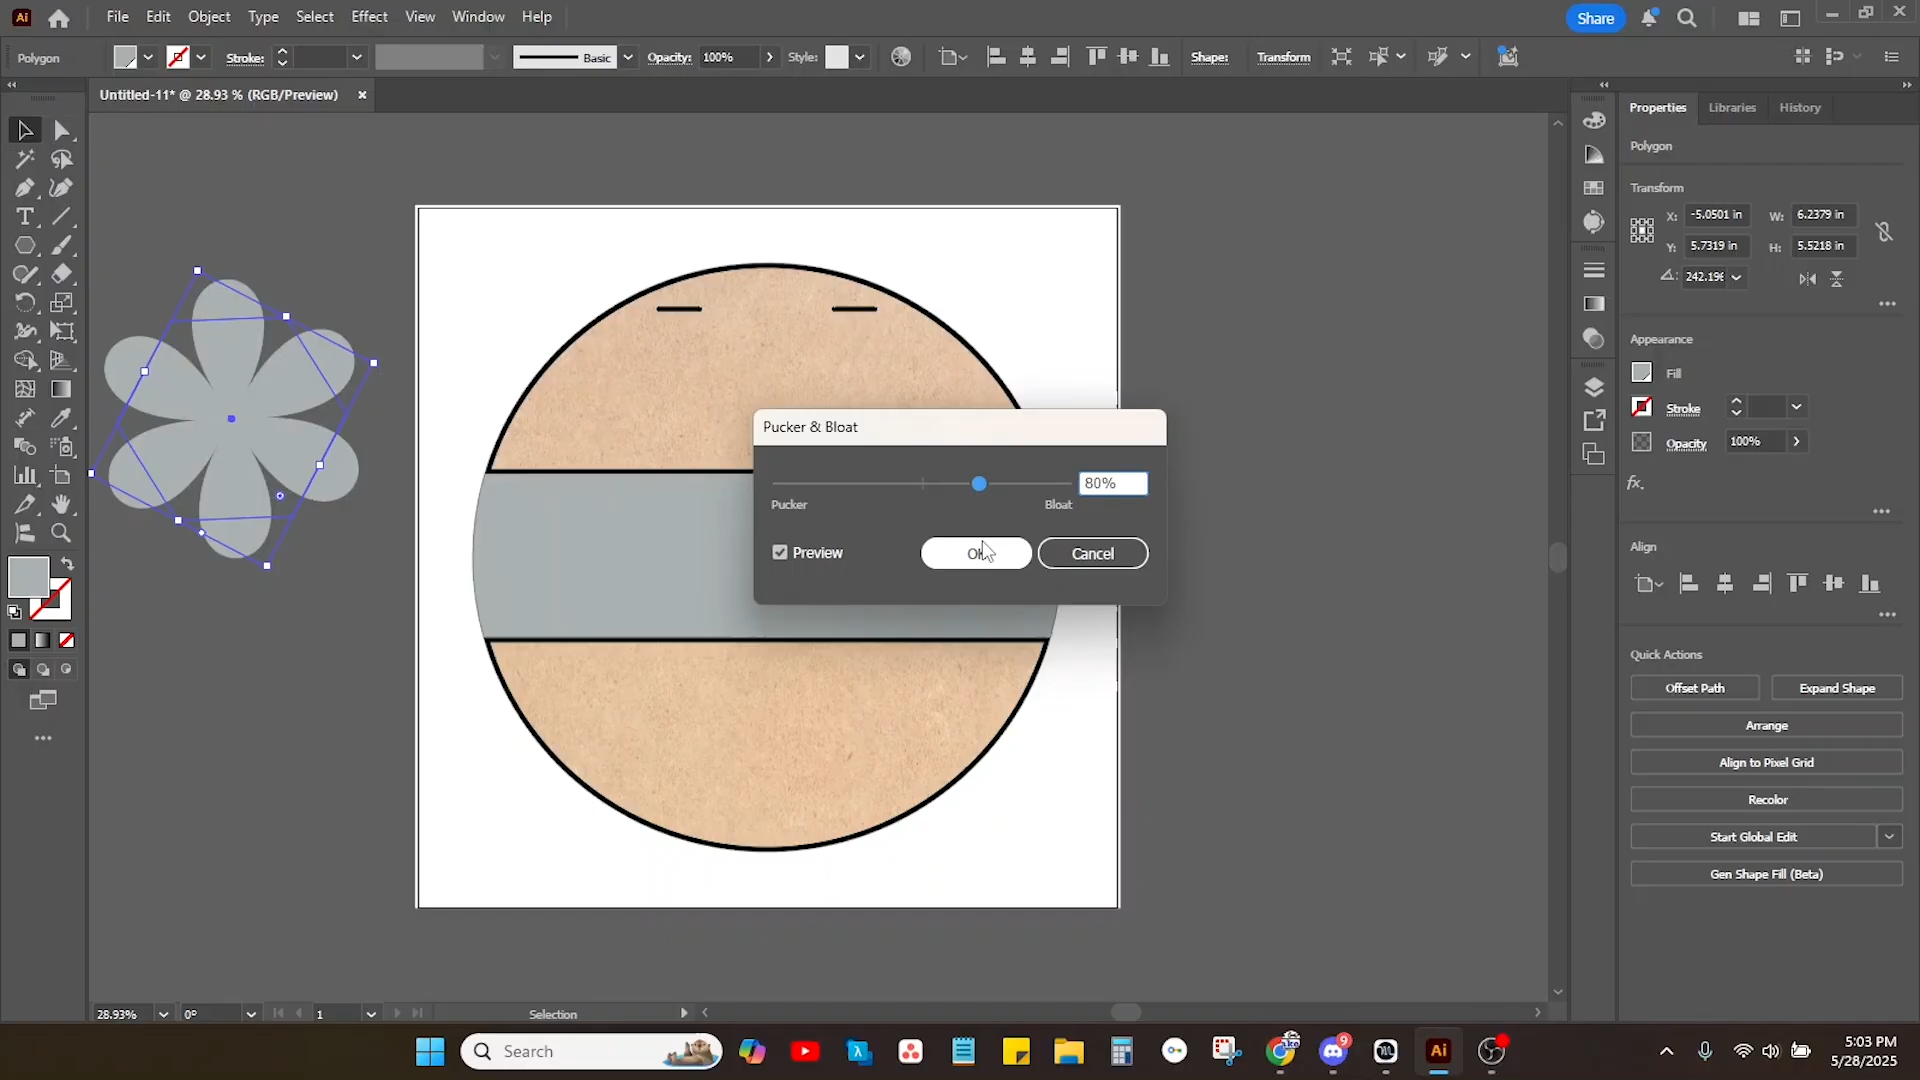 Ai File Edit Object Type Select Effect View Window Help Share
Polygon Stroke: Basic Opacity: 100% Style: Shape: Transform
Untitled-11* @ 28.93 % (RGB/Preview)
Properties Libraries History
Polygon
Transform
X: -5.0501 in W: 6.2379 in
Y: 5.7319 in H: 5.5218 in
Appearance
Fill
Stroke
Opacity 100%
fx.
Align
Quick Actions
Offset Path Expand Shape
Arrange
Align to Pixel Grid
Recolor
Start Global Edit
Gen Shape Fill (Beta)
Pucker & Bloat
80%
Pucker Bloat
Preview Cancel
28.93% 0° 1 Selection
Search 9 Ai 5:03 PM
5/28/2025